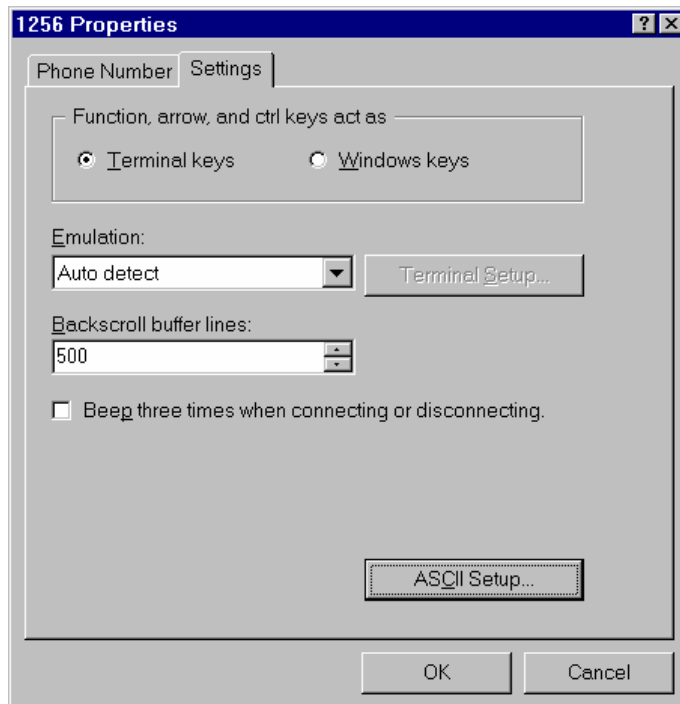 1256 Properties
Phone Number Settings
Function, arrow, and ctrl keys act as
Terminal keys Windows keys
Emulation:
Auto detect Terminal Setup...
Backscroll buffer lines:
500
Beep three times when connecting or disconnecting.
ASCII Setup...
OK Cancel